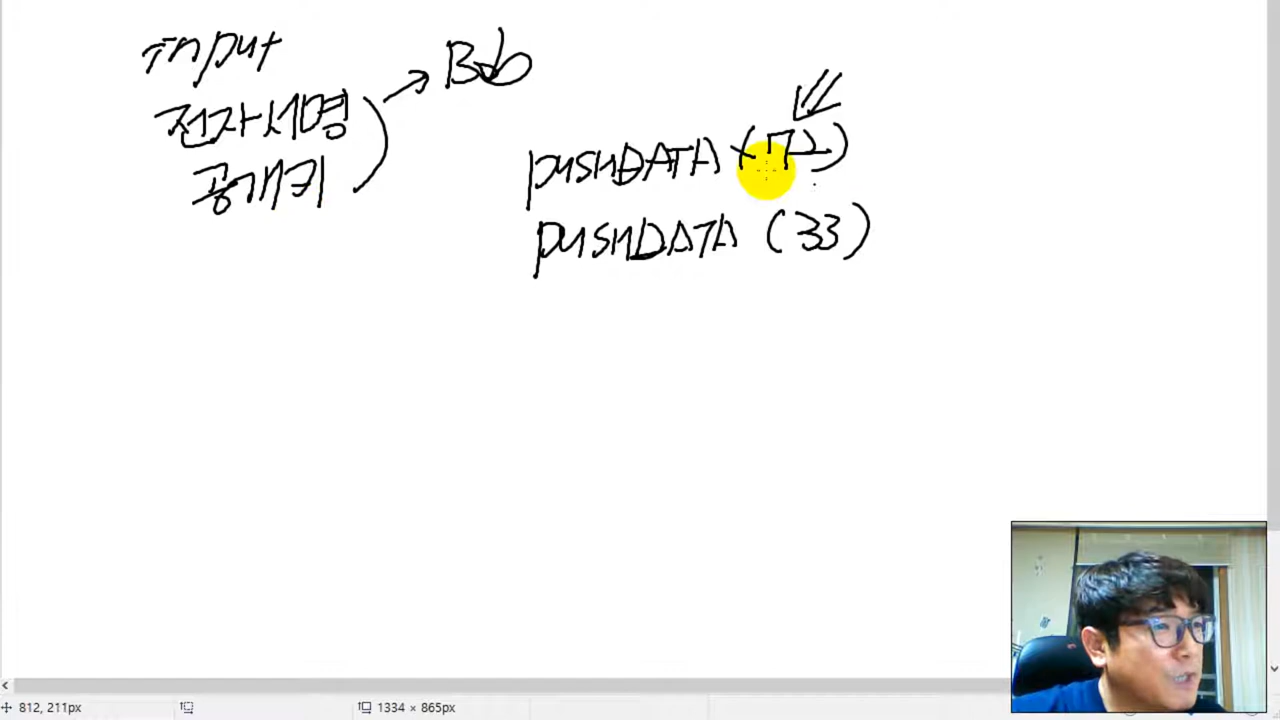 input
전자서명
공개키
Bob
pushDATA (72)
pushDATA (33)
812, 211px
1334 × 865px